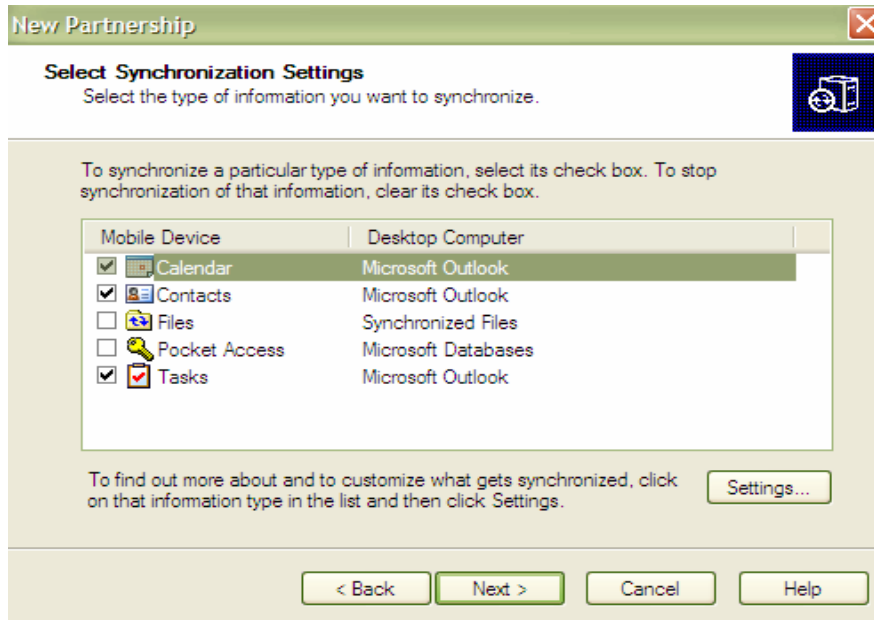 New Partnership
Select Synchronization Settings
Select the type of information you want to synchronize.
To synchronize a particular type of information, select its check box. To stop
synchronization of that information, clear its check box.
Mobile Device Desktop Computer
Calendar Microsoft Outlook
Contacts Microsoft Outlook
Files Synchronized Files
Pocket Access Microsoft Databases
Tasks Microsoft Outlook
To find out more about and to customize what gets synchronized, click
on that information type in the list and then click Settings.
Settings...
< Back Next > Cancel Help